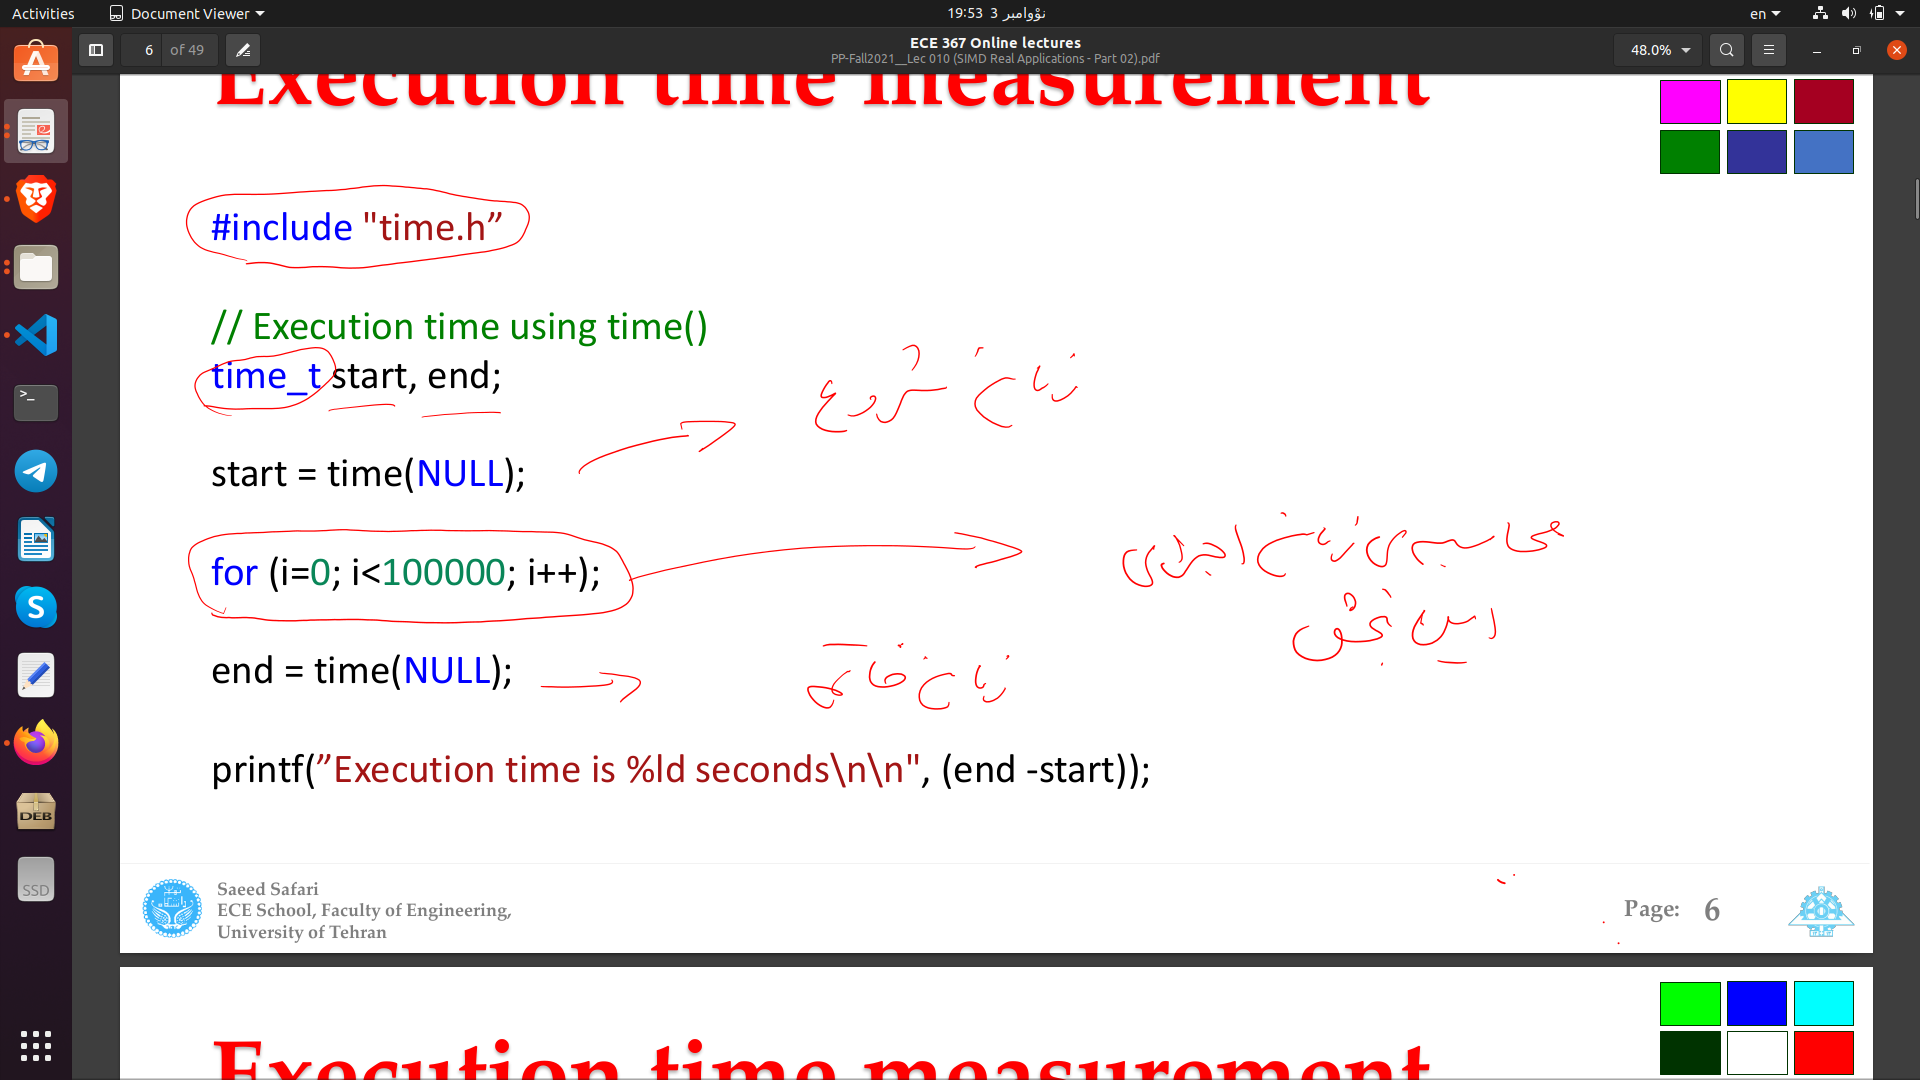 Activities
Document Viewer
19:53 3 نوْوامبر
en
6 of 49
ECE 367 Online lectures
PP-Fall2021__Lec 010 (SIMD Real Applications - Part 02).pdf
48.0%
Execution time measurement
#include "time.h”
// Execution time using time()
time_t start, end;
زمان شروع
start = time(NULL);
for (i=0; i<100000; i++);
محاسبه‌ی زمان اجرای
این بخش
end = time(NULL);
زمان خاتمه
printf(”Execution time is %ld seconds\n\n", (end -start));
Saeed Safari
ECE School, Faculty of Engineering,
University of Tehran
Page: 6
Execution time measurement
DEB
SSD